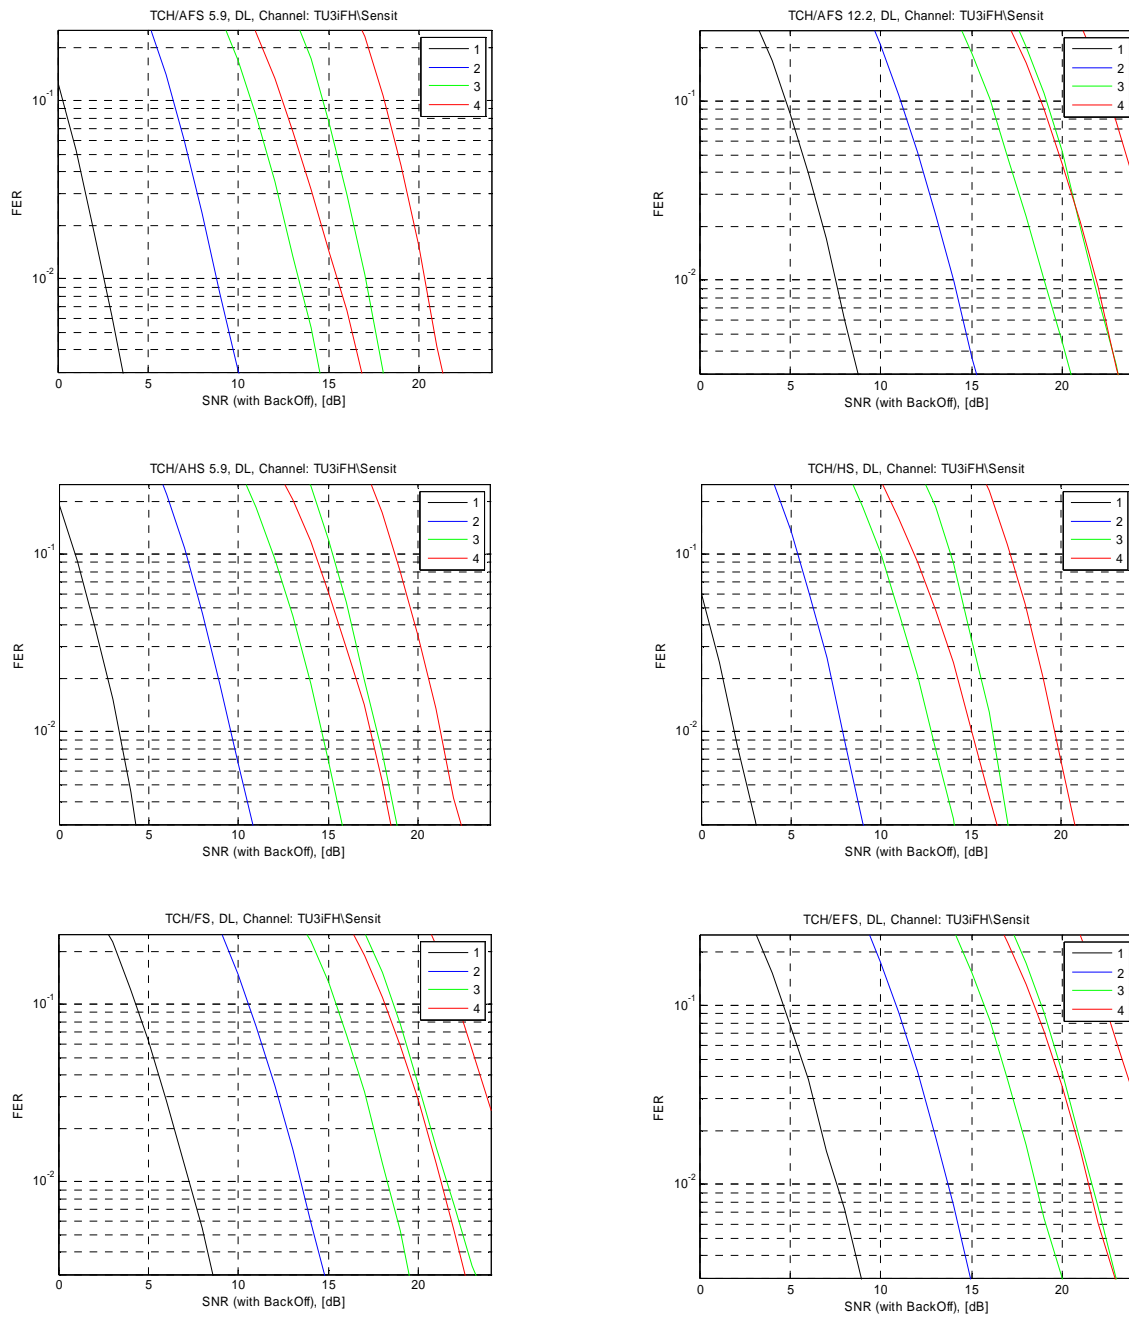 TCH/AFS 5.9, DL, Channel: TU3iFH\Sensit
FER
10-1
10-2
1
2
3
4
0 5 10 15 20
SNR (with BackOff), [dB]
TCH/AFS 12.2, DL, Channel: TU3iFH\Sensit
FER
10-1
10-2
1
2
3
4
0 5 10 15 20
SNR (with BackOff), [dB]
TCH/AHS 5.9, DL, Channel: TU3iFH\Sensit
FER
10-1
10-2
1
2
3
4
0 5 10 15 20
SNR (with BackOff), [dB]
TCH/HS, DL, Channel: TU3iFH\Sensit
FER
10-1
10-2
1
2
3
4
0 5 10 15 20
SNR (with BackOff), [dB]
TCH/FS, DL, Channel: TU3iFH\Sensit
FER
10-1
10-2
1
2
3
4
0 5 10 15 20
SNR (with BackOff), [dB]
TCH/EFS, DL, Channel: TU3iFH\Sensit
FER
10-1
10-2
1
2
3
4
0 5 10 15 20
SNR (with BackOff), [dB]